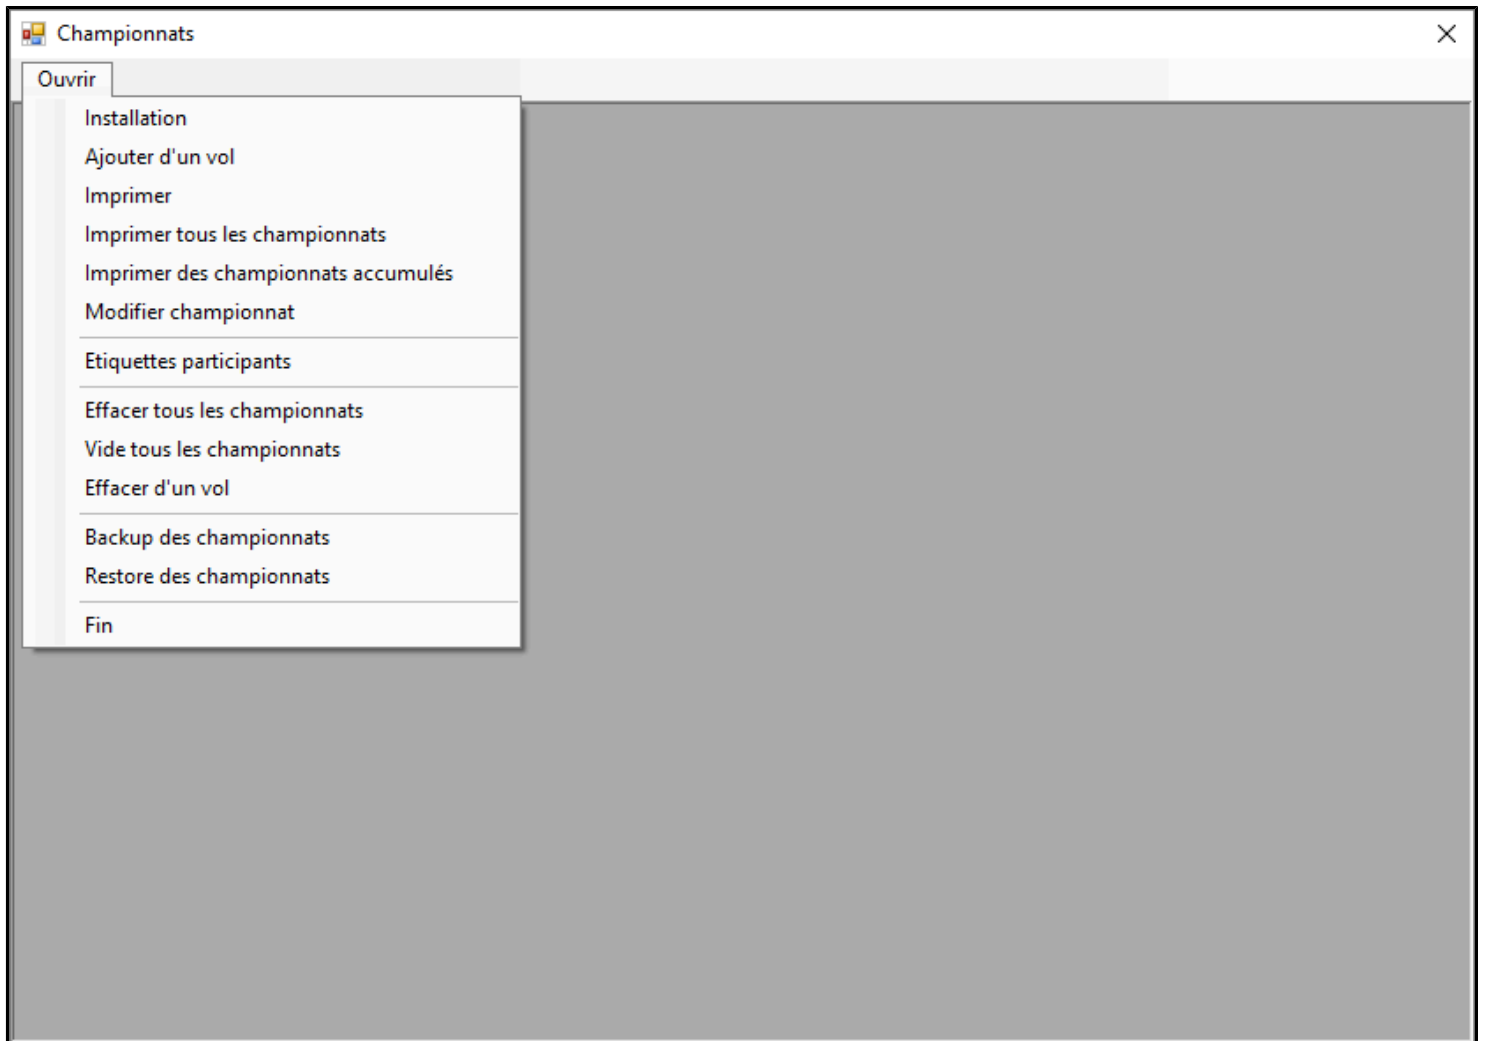 Championnats
Ouvrir
Installation
Ajouter d'un vol
Imprimer
Imprimer tous les championnats
Imprimer des championnats accumulés
Modifier championnat
Etiquettes participants
Effacer tous les championnats
Vide tous les championnats
Effacer d'un vol
Backup des championnats
Restore des championnats
Fin